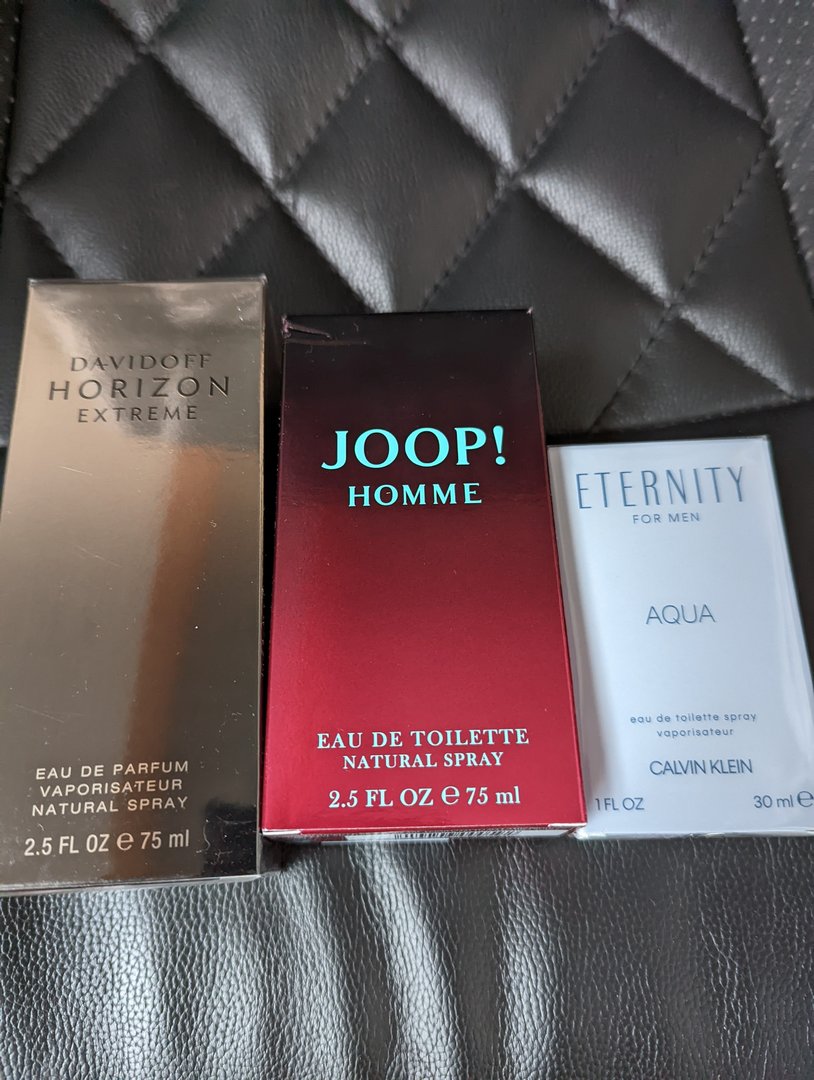 DAVIDOFF
HORIZON
EXTREME
EAU DE PARFUM
VAPORISATEUR
NATURAL SPRAY
2.5 FL OZ e 75 ml
JOOP!
HOMME
EAU DE TOILETTE
NATURAL SPRAY
2.5 FL OZ e 75 ml
ETERNITY
FOR MEN
AQUA
eau de toilette spray
vaporisateur
CALVIN KLEIN
1 FL OZ 30 ml e